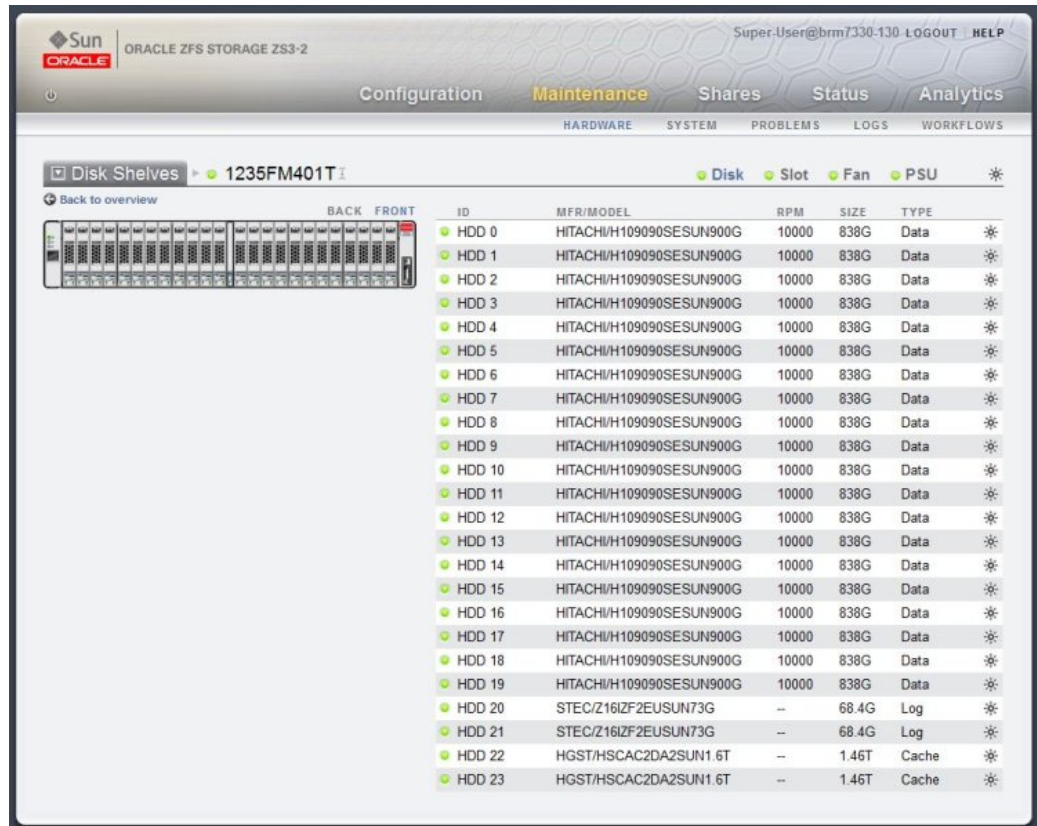 Super-User@brm7330-130 LOGOUT HELP
Sun
ORACLE
ORACLE ZFS STORAGE ZS3-2
Configuration Maintenance Shares Status Analytics
HARDWARE SYSTEM PROBLEMS LOGS WORKFLOWS
Disk Shelves 1235FM401T Disk Slot Fan PSU
Back to overview
BACK FRONT
ID MFR/MODEL RPM SIZE TYPE
HDD 0 HITACHI/H109090SESUN900G 10000 838G Data
HDD 1 HITACHI/H109090SESUN900G 10000 838G Data
HDD 2 HITACHI/H109090SESUN900G 10000 838G Data
HDD 3 HITACHI/H109090SESUN900G 10000 838G Data
HDD 4 HITACHI/H109090SESUN900G 10000 838G Data
HDD 5 HITACHI/H109090SESUN900G 10000 838G Data
HDD 6 HITACHI/H109090SESUN900G 10000 838G Data
HDD 7 HITACHI/H109090SESUN900G 10000 838G Data
HDD 8 HITACHI/H109090SESUN900G 10000 838G Data
HDD 9 HITACHI/H109090SESUN900G 10000 838G Data
HDD 10 HITACHI/H109090SESUN900G 10000 838G Data
HDD 11 HITACHI/H109090SESUN900G 10000 838G Data
HDD 12 HITACHI/H109090SESUN900G 10000 838G Data
HDD 13 HITACHI/H109090SESUN900G 10000 838G Data
HDD 14 HITACHI/H109090SESUN900G 10000 838G Data
HDD 15 HITACHI/H109090SESUN900G 10000 838G Data
HDD 16 HITACHI/H109090SESUN900G 10000 838G Data
HDD 17 HITACHI/H109090SESUN900G 10000 838G Data
HDD 18 HITACHI/H109090SESUN900G 10000 838G Data
HDD 19 HITACHI/H109090SESUN900G 10000 838G Data
HDD 20 STEC/Z16IZF2EUSUN73G -- 68.4G Log
HDD 21 STEC/Z16IZF2EUSUN73G -- 68.4G Log
HDD 22 HGST/HSCAC2DA2SUN1.6T -- 1.46T Cache
HDD 23 HGST/HSCAC2DA2SUN1.6T -- 1.46T Cache